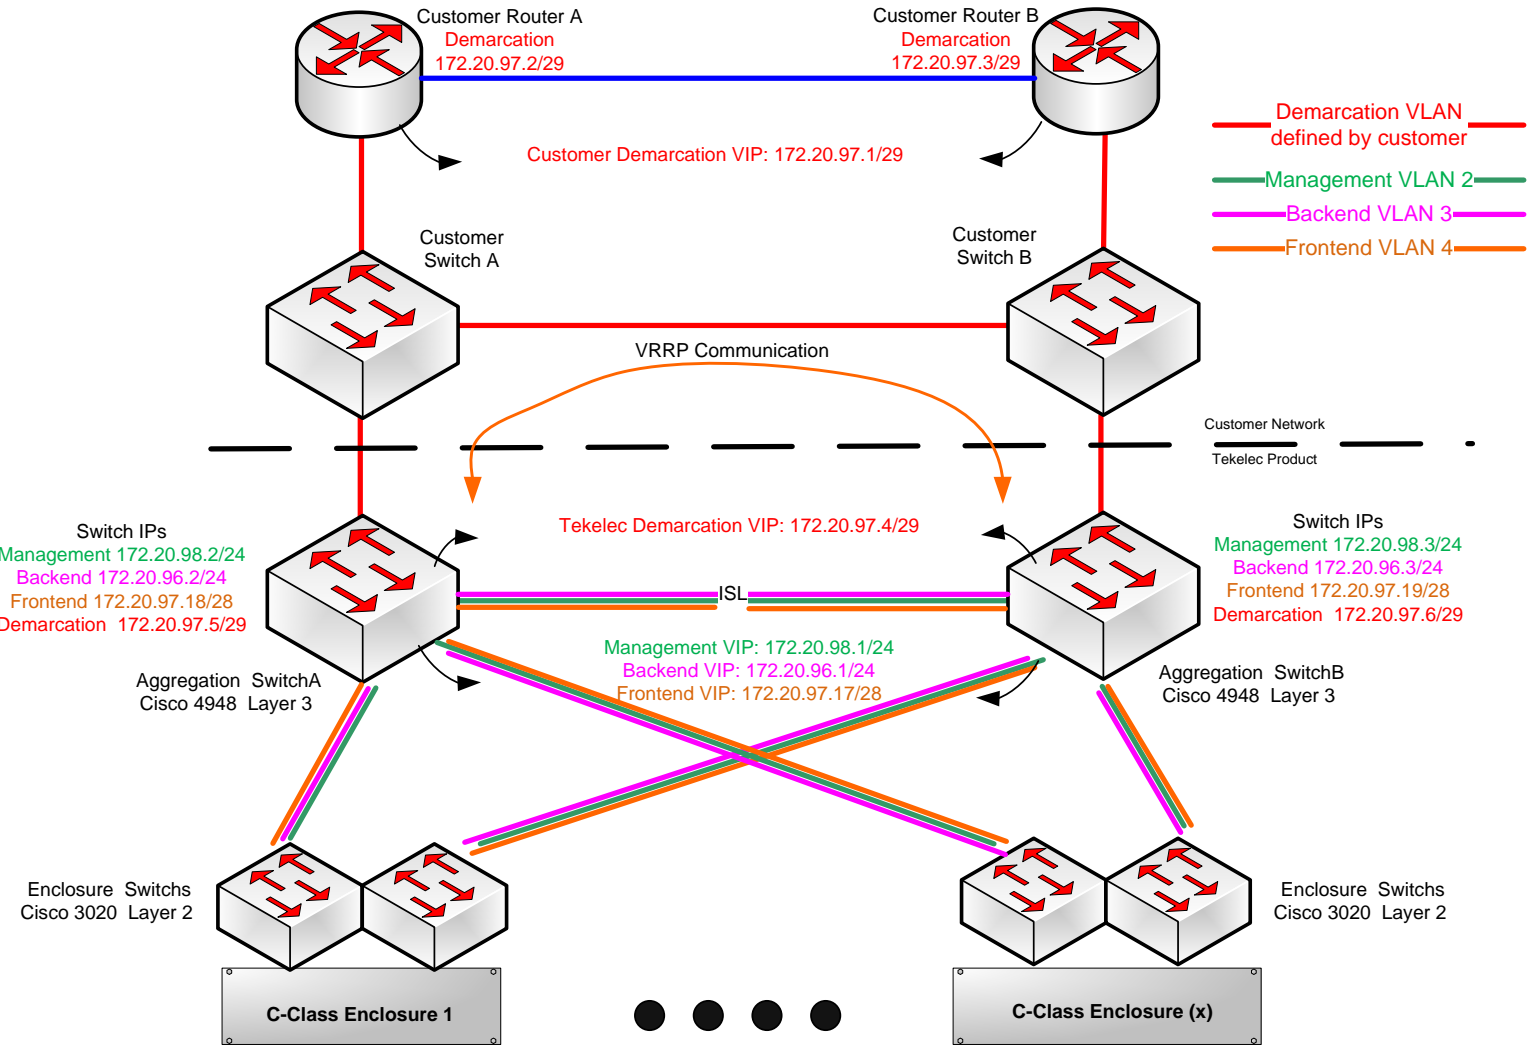 Customer Router A
Demarcation
172.20.97.2/29
Customer Router B
Demarcation
172.20.97.3/29
Demarcation VLAN
defined by customer
Management VLAN 2
Backend VLAN 3
Frontend VLAN 4
Customer Demarcation VIP: 172.20.97.1/29
Customer
Switch A
Customer
Switch B
VRRP Communication
Customer Network
Tekelec Product
Switch IPs
Management 172.20.98.2/24
Backend 172.20.96.2/24
Frontend 172.20.97.18/28
Demarcation 172.20.97.5/29
Tekelec Demarcation VIP: 172.20.97.4/29
Switch IPs
Management 172.20.98.3/24
Backend 172.20.96.3/24
Frontend 172.20.97.19/28
Demarcation 172.20.97.6/29
ISL
Management VIP: 172.20.98.1/24
Backend VIP: 172.20.96.1/24
Frontend VIP: 172.20.97.17/28
Aggregation SwitchA
Cisco 4948 Layer 3
Aggregation SwitchB
Cisco 4948 Layer 3
Enclosure Switchs
Cisco 3020 Layer 2
Enclosure Switchs
Cisco 3020 Layer 2
C-Class Enclosure 1
C-Class Enclosure (x)